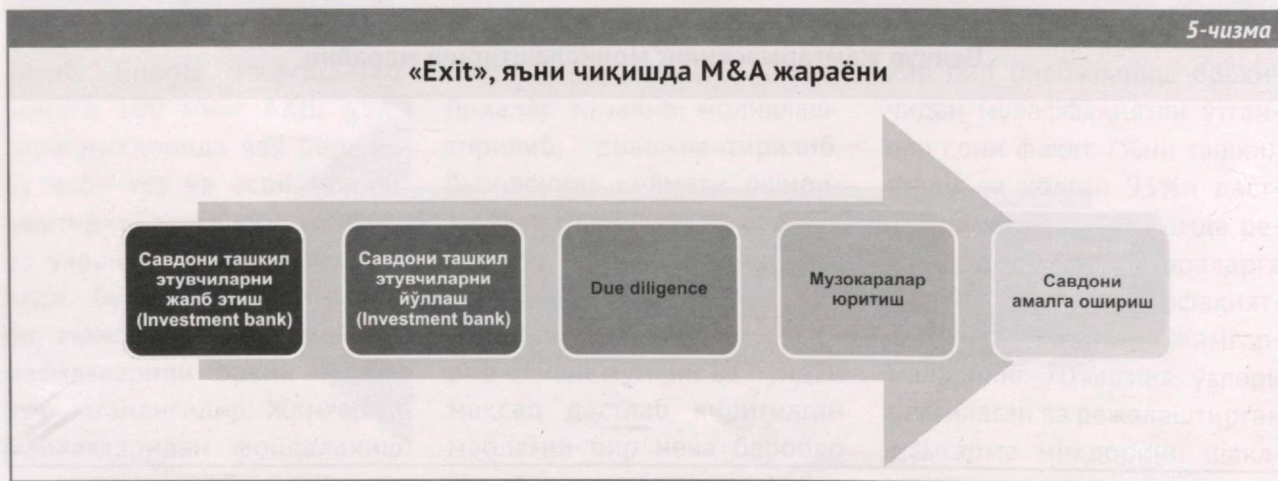 5-чизма
«Exit», яъни чиқишда M&A жараёни
Савдони ташкил
этувчиларни
жалб этиш
(Investment bank)
Савдони ташкил
этувчиларни
йўллаш
(Investment bank)
Due diligence
Музокаралар
юритиш
Савдони
амалга ошириш